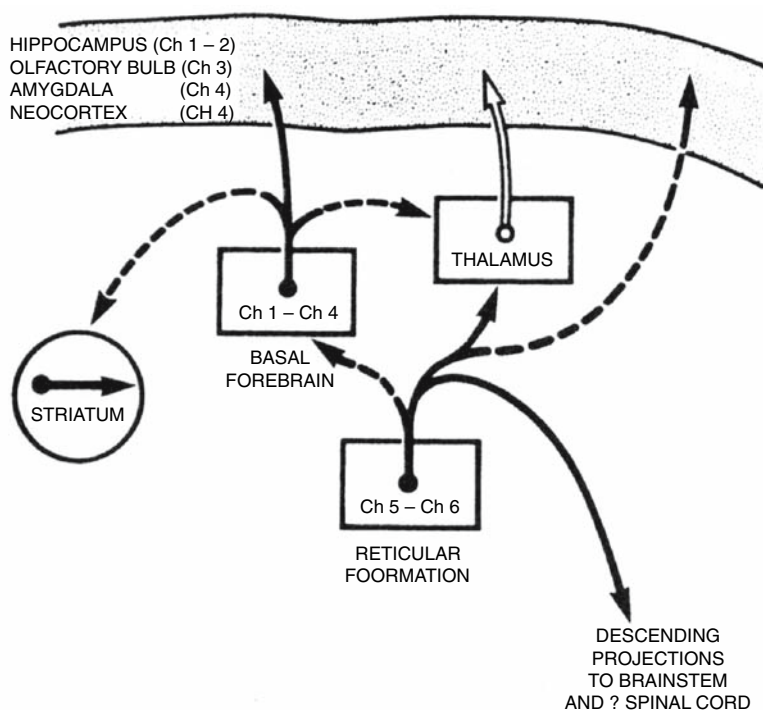 HIPPOCAMPUS (Ch 1 – 2)
OLFACTORY BULB (Ch 3)
AMYGDALA (Ch 4)
NEOCORTEX (CH 4)
THALAMUS
Ch 1 – Ch 4
BASAL
FOREBRAIN
STRIATUM
Ch 5 – Ch 6
RETICULAR
FOORMATION
DESCENDING
PROJECTIONS
TO BRAINSTEM
AND ? SPINAL CORD